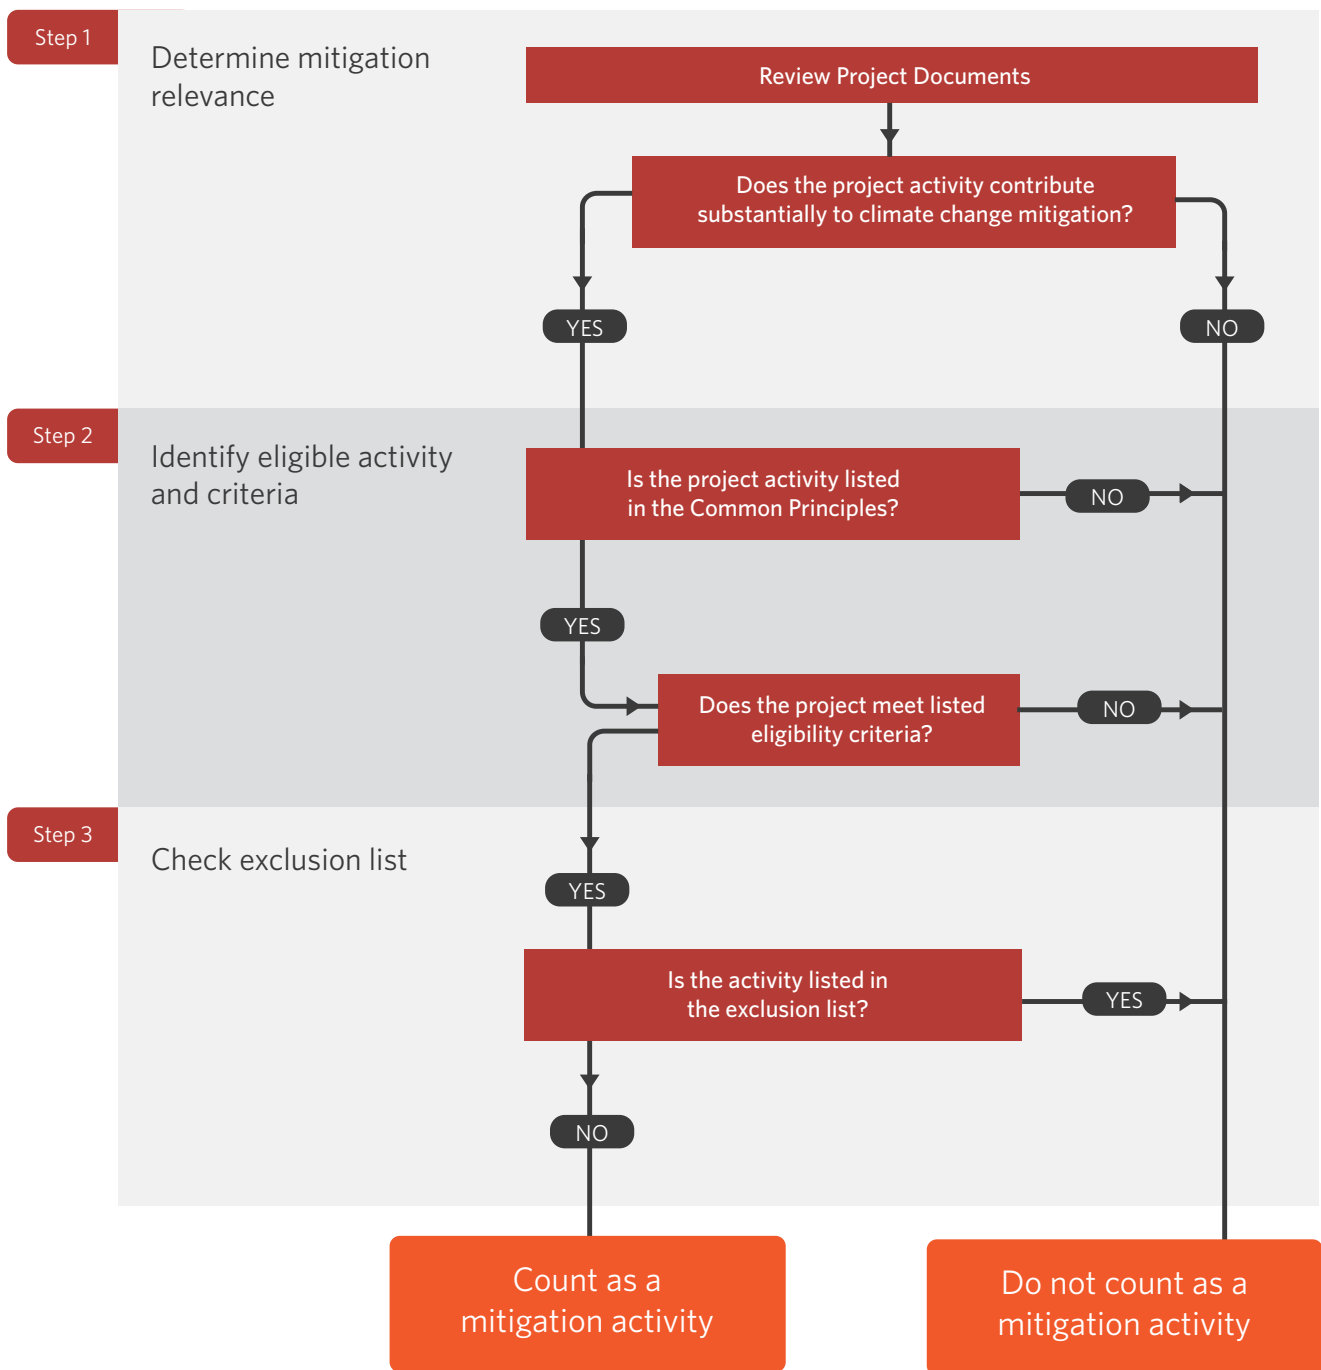 Step 1
Determine mitigation
relevance
Review Project Documents
Does the project activity contribute
substantially to climate change mitigation?
YES
NO
Step 2
Identify eligible activity
and criteria
Is the project activity listed
in the Common Principles?
NO
YES
Does the project meet listed
eligibility criteria?
NO
Step 3
Check exclusion list
YES
Is the activity listed in
the exclusion list?
YES
NO
Count as a
mitigation activity
Do not count as a
mitigation activity